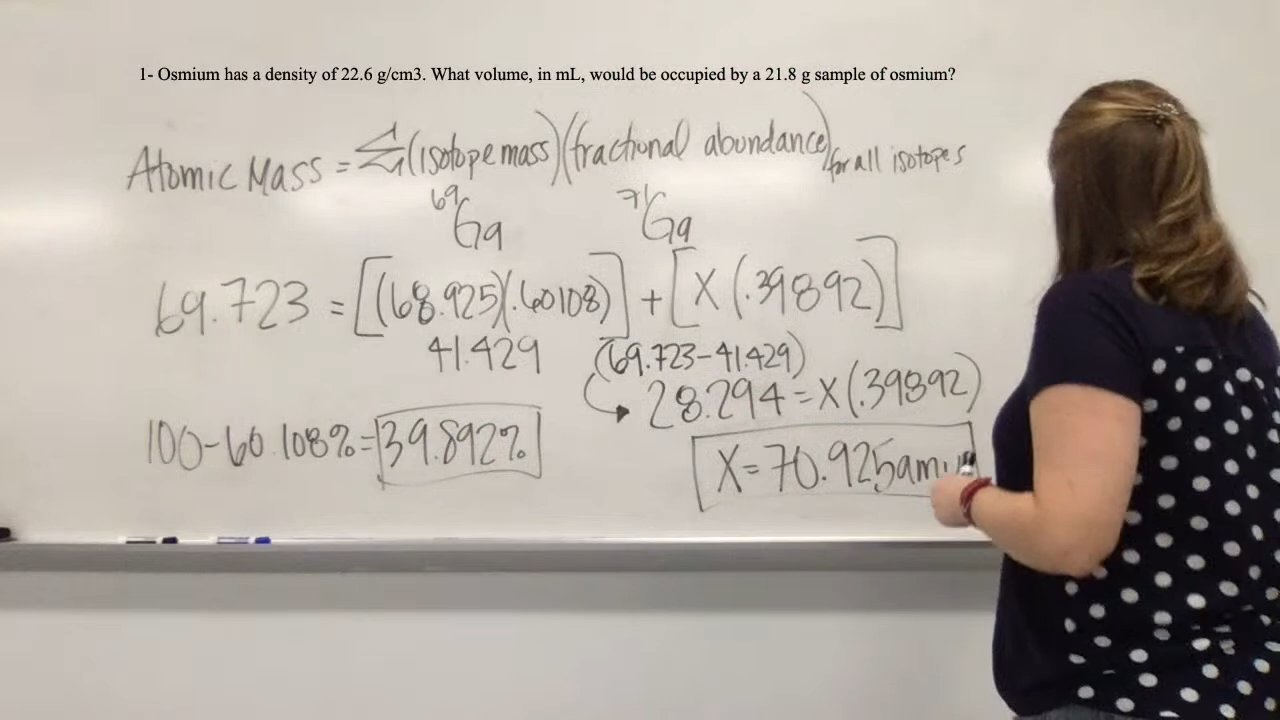 1- Osmium has a density of 22.6 g/cm3. What volume, in mL, would be occupied by a 21.8 g sample of osmium?
Atomic Mass = Σ(isotope mass)(fractional abundance) for all isotopes
69Ga 71Ga
69.723 = [(68.925)(.60108)] + [X(.39892)]
41.429 (69.723-41.429)
28.294 = X(.39892)
100-60.108% = 39.892%
X = 70.925amu